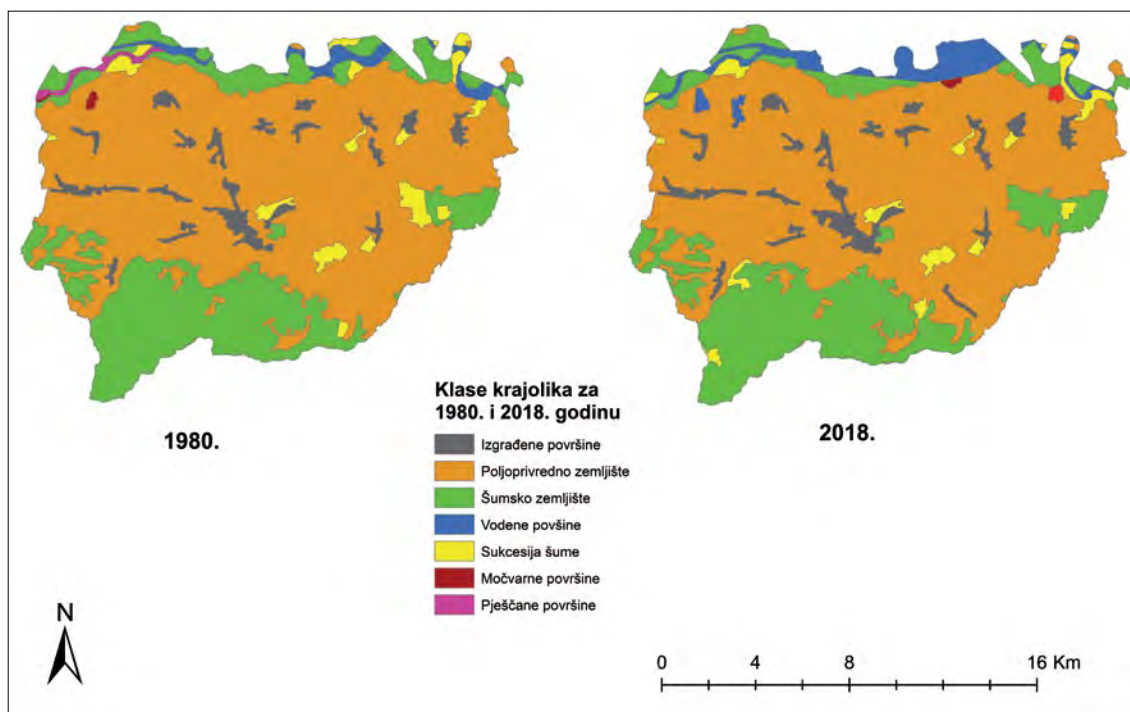 1980.
2018.
Klase krajolika za
1980. i 2018. godinu
Izgrađene površine
Poljoprivredno zemljište
Šumsko zemljište
Vodene povšine
Sukcesija šume
Močvarne površine
Pješčane površine
N
0 4 8 16 Km